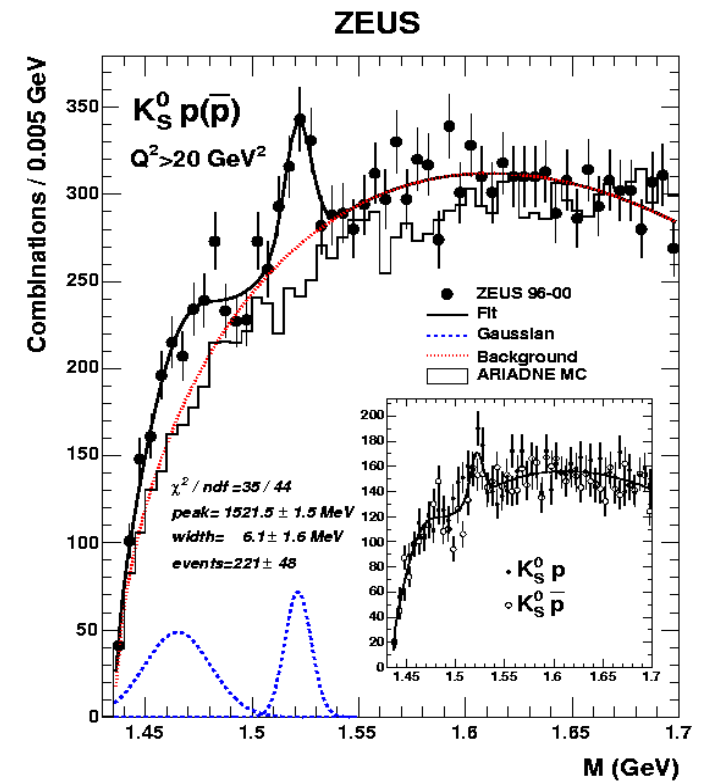 ZEUS
Combinations / 0.005 GeV
350
300
250
200
150
100
50
0
K⁰_S p(p̅)
Q²>20 GeV²
ZEUS 96-00
Fit
Gaussian
Background
ARIADNE MC
χ² / ndf =35 / 44
peak= 1521.5 ± 1.5 MeV
width= 6.1± 1.6 MeV
events=221± 48
200
180
160
140
120
100
80
60
40
20
0
K⁰_S p
K⁰_S p̅
1.45 1.5 1.55 1.6 1.65 1.7
1.45 1.5 1.55 1.6 1.65 1.7
M (GeV)